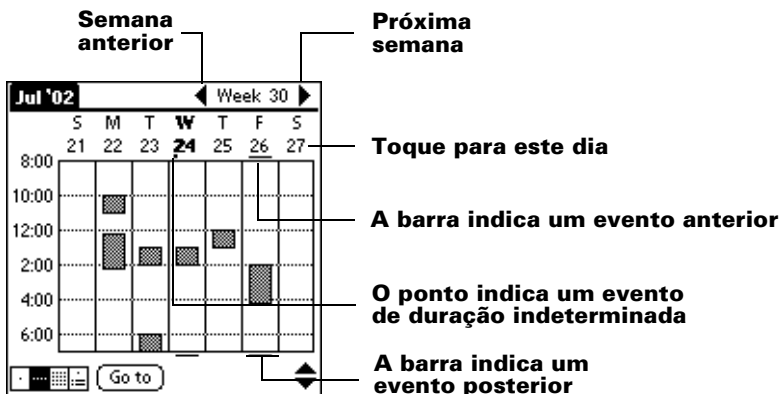 Semana
anterior
Próxima
semana
Jul '02
Week 30
S M T W T F S
21 22 23 24 25 26 27
Toque para este dia
8:00
10:00
A barra indica um evento anterior
12:00
2:00
4:00
O ponto indica um evento
de duração indeterminada
6:00
A barra indica um
evento posterior
Go to